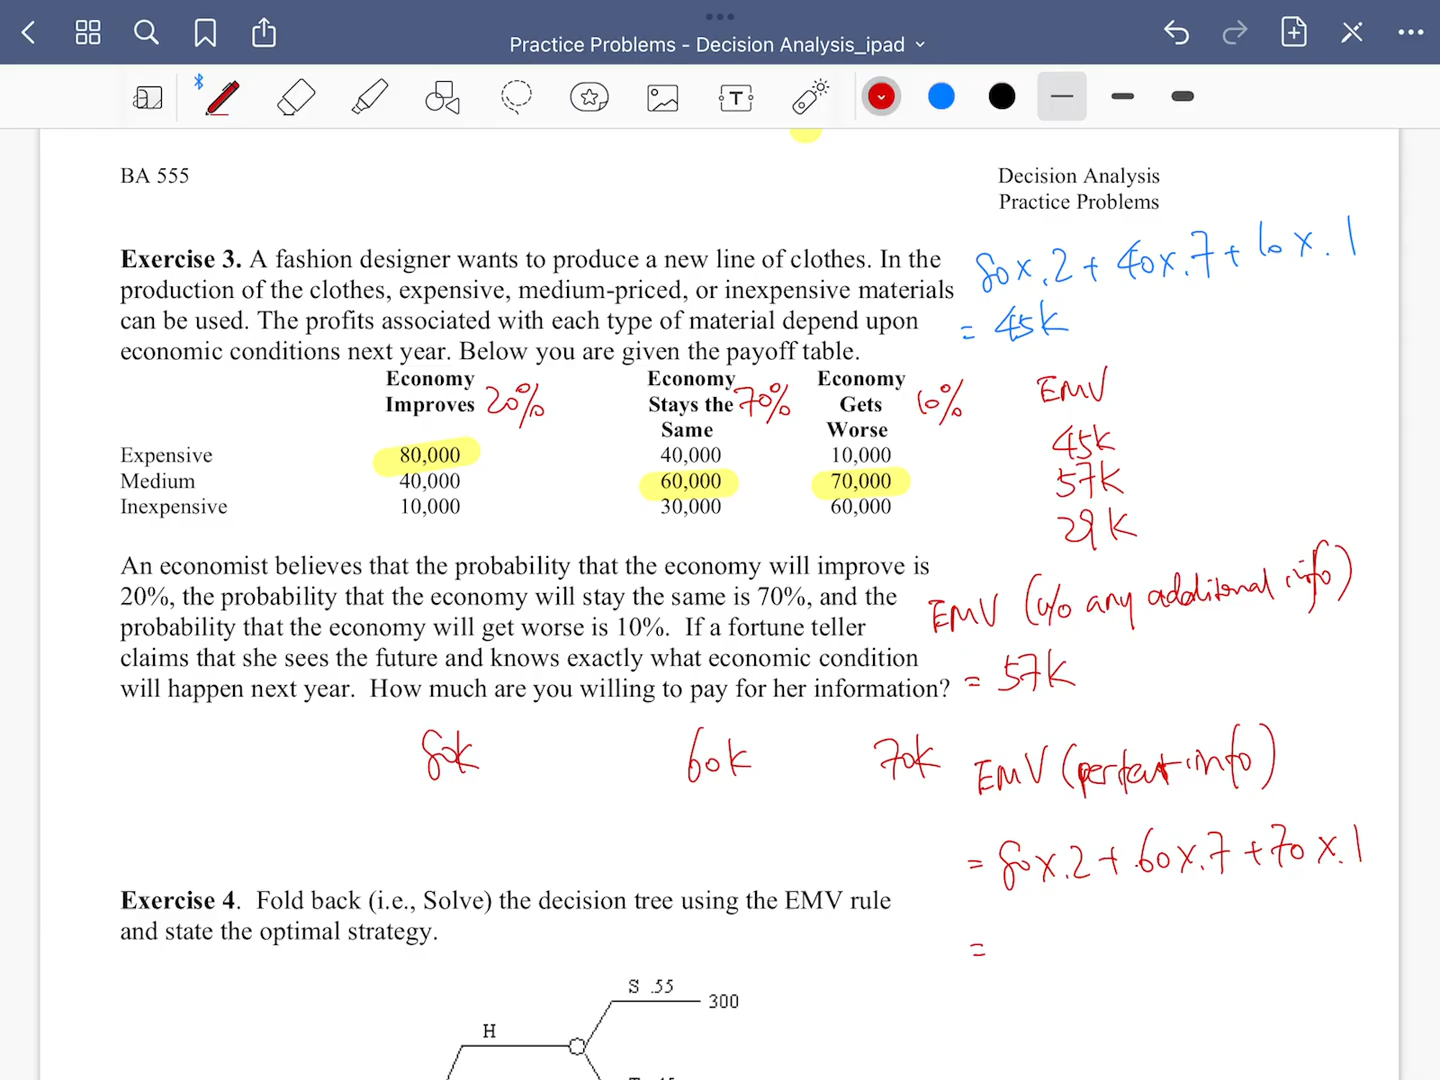 Practice Problems - Decision Analysis_ipad
BA 555
Decision Analysis
Practice Problems
Exercise 3. A fashion designer wants to produce a new line of clothes. In the
production of the clothes, expensive, medium-priced, or inexpensive materials
can be used. The profits associated with each type of material depend upon
economic conditions next year. Below you are given the payoff table.
80x.2 + 40x.7 + 10x.1
= 45K
Economy Economy Economy
Improves 20% Stays the 70% Gets 10%
Same Worse
Expensive 80,000 40,000 10,000
Medium 40,000 60,000 70,000
Inexpensive 10,000 30,000 60,000
EMV
45K
57K
29K
An economist believes that the probability that the economy will improve is
20%, the probability that the economy will stay the same is 70%, and the
probability that the economy will get worse is 10%. If a fortune teller
claims that she sees the future and knows exactly what economic condition
will happen next year. How much are you willing to pay for her information?
EMV (w/o any additional info)
= 57K
80K 60K 70K
EMV (perfect info)
= 80x.2 + 60x.7 + 70x.1
=
Exercise 4. Fold back (i.e., Solve) the decision tree using the EMV rule
and state the optimal strategy.
S .55
300
H